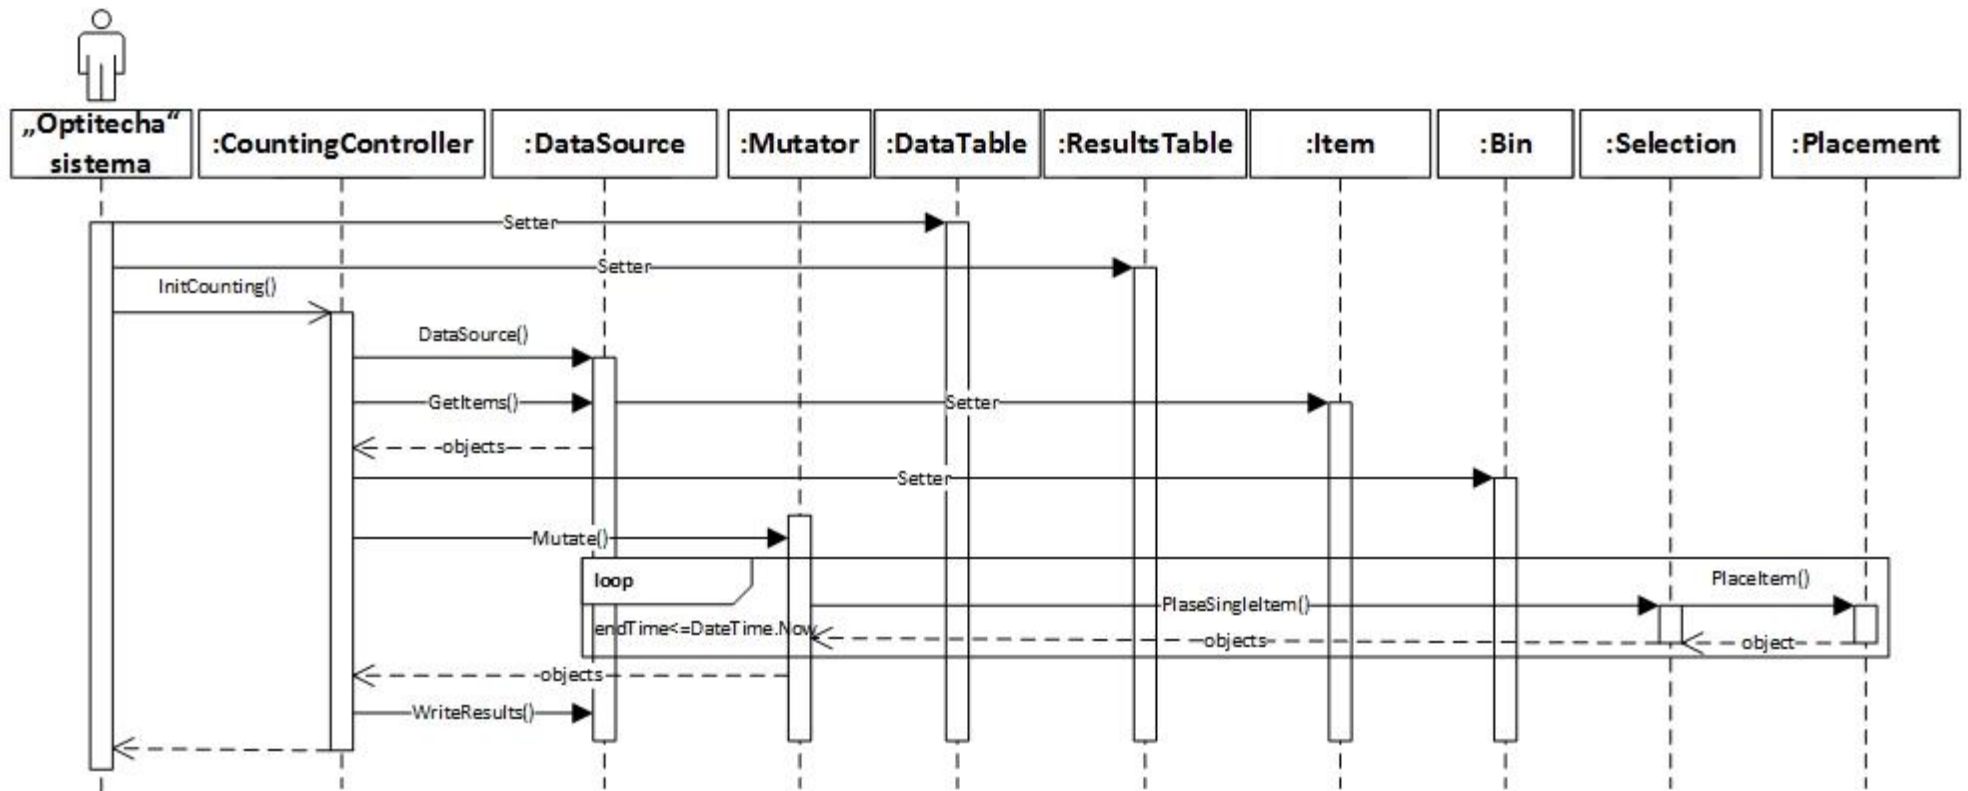 „Optitecha“
sistema
:CountingController
:DataSource
:Mutator
:DataTable
:ResultsTable
:Item
:Bin
:Selection
:Placement
Setter
Setter
InitCounting()
DataSource()
GetItems()
Setter
objects
Setter
Mutate()
loop
PlaceItem()
PlaseSingleItem()
endTime<=DateTime.Now
objects
object
objects
WriteResults()